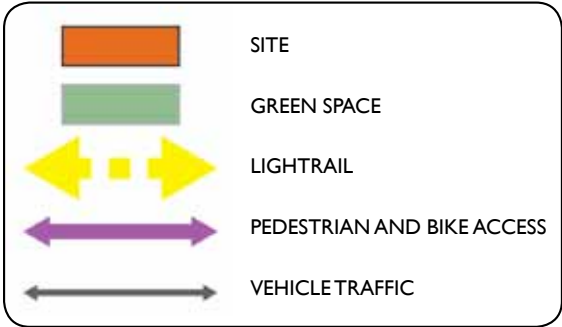 SITE
GREEN SPACE
LIGHTRAIL
PEDESTRIAN AND BIKE ACCESS
VEHICLE TRAFFIC